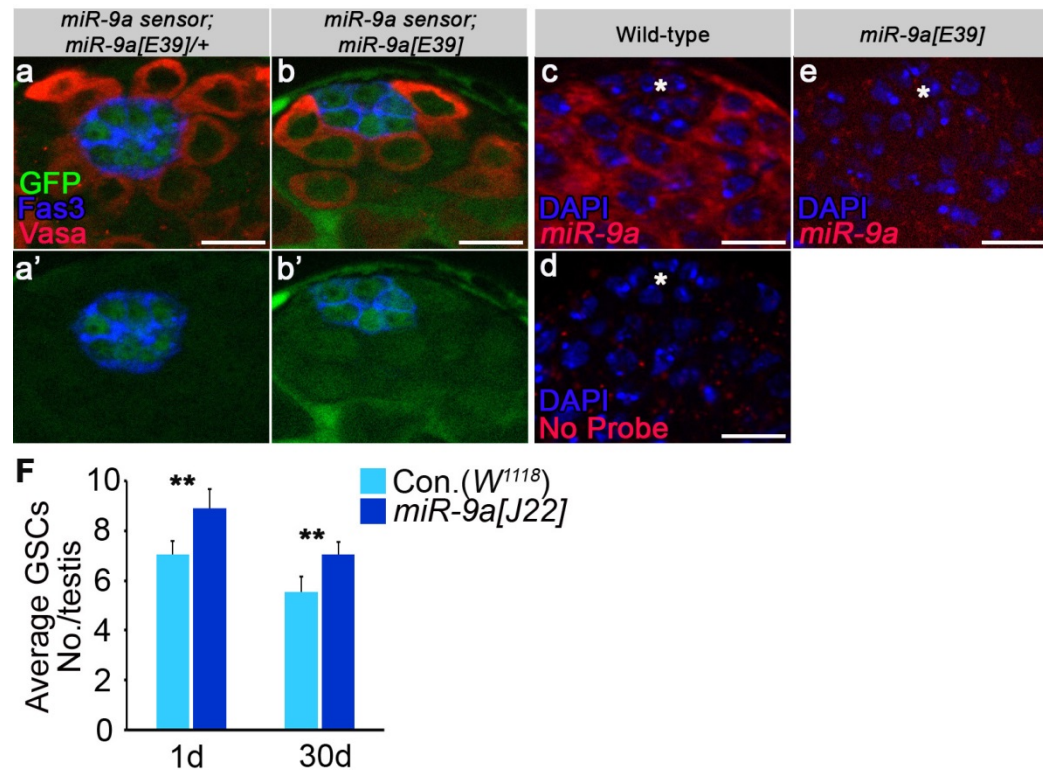 miR-9a sensor;
miR-9a[E39]/+
miR-9a sensor;
miR-9a[E39]
Wild-type
miR-9a[E39]
a
GFP
Fas3
Vasa
b
c
*
DAPI
miR-9a
e
*
DAPI
miR-9a
a'
b'
d
*
DAPI
No Probe
F
Average GSCs
No./testis
10
8
6
4
2
0
**
**
1d
30d
Con.(W1118)
miR-9a[J22]